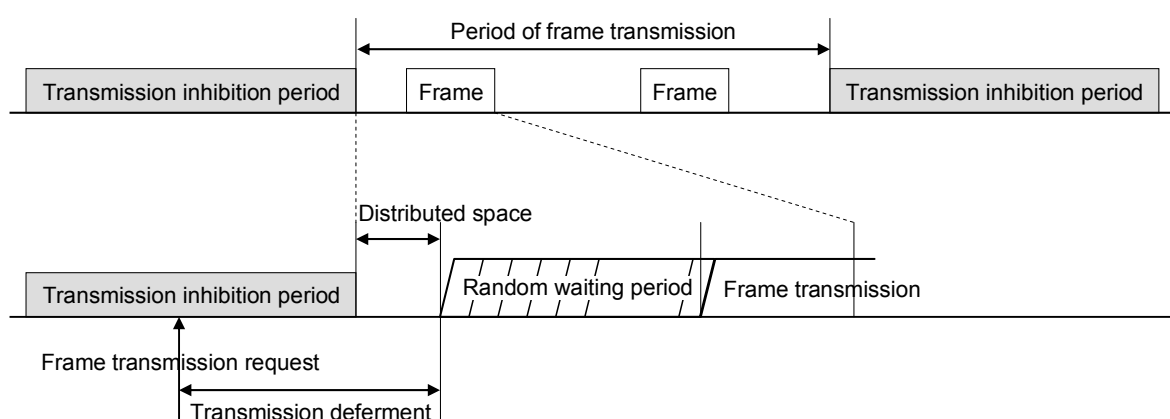 Period of frame transmission
Transmission inhibition period
Frame
Frame
Transmission inhibition period
Distributed space
Transmission inhibition period
Random waiting period
Frame transmission
Frame transmission request
Transmission deferment